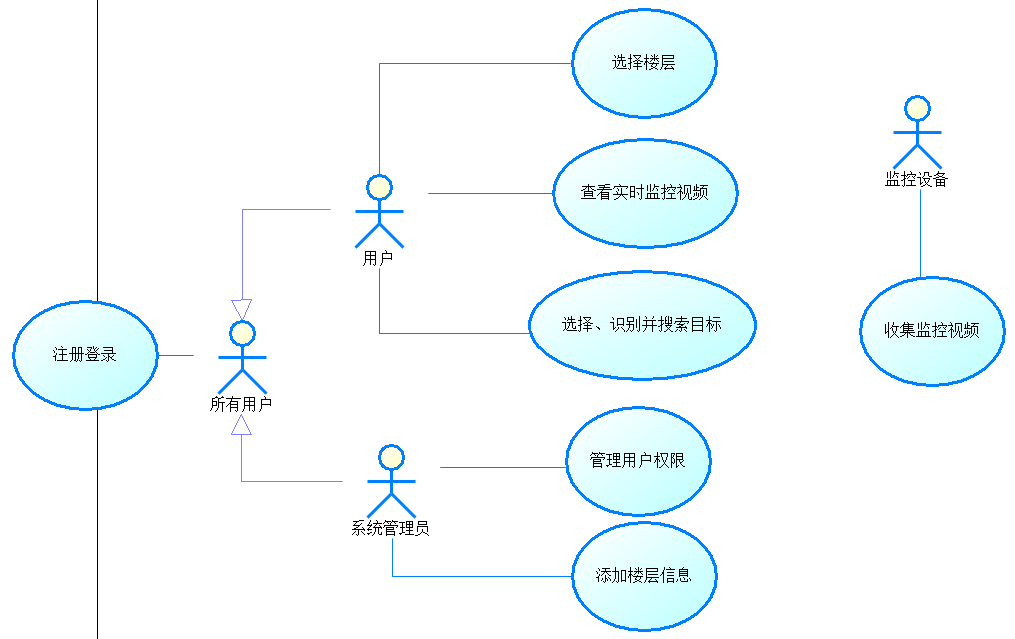 选择楼层
监控设备
查看实时监控视频
用户
选择、识别并搜索目标
收集监控视频
注册登录
所有用户
管理用户权限
系统管理员
添加楼层信息